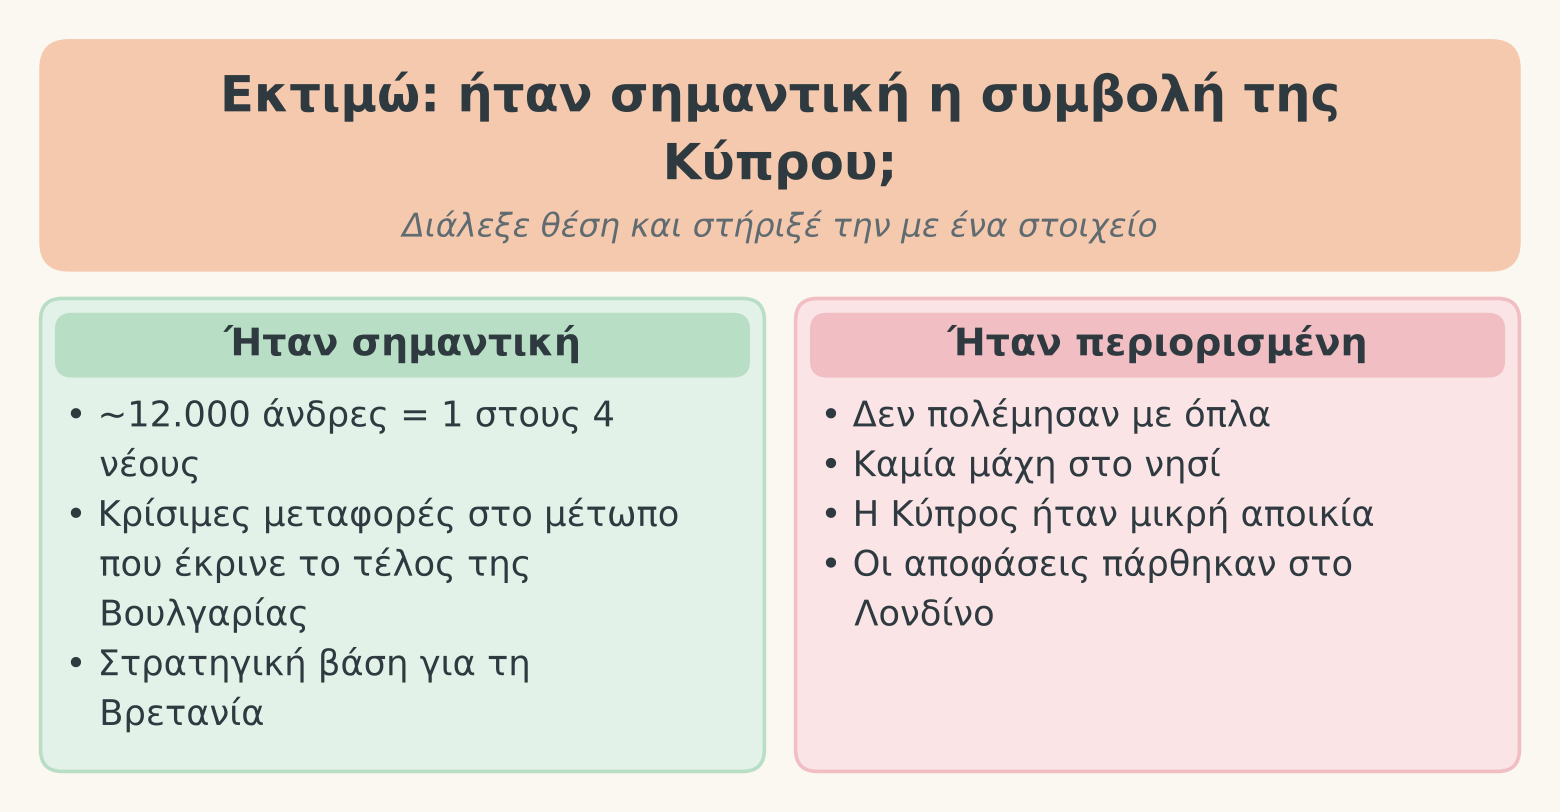 Εκτιμώ: ήταν σημαντική η συμβολή της
Κύπρου;
Διάλεξε θέση και στήριξέ την με ένα στοιχείο
Ήταν σημαντική
• ~12.000 άνδρες = 1 στους 4
νέους
• Κρίσιμες μεταφορές στο μέτωπο
που έκρινε το τέλος της
Βουλγαρίας
• Στρατηγική βάση για τη
Βρετανία
Ήταν περιορισμένη
• Δεν πολέμησαν με όπλα
• Καμία μάχη στο νησί
• Η Κύπρος ήταν μικρή αποικία
• Οι αποφάσεις πάρθηκαν στο
Λονδίνο